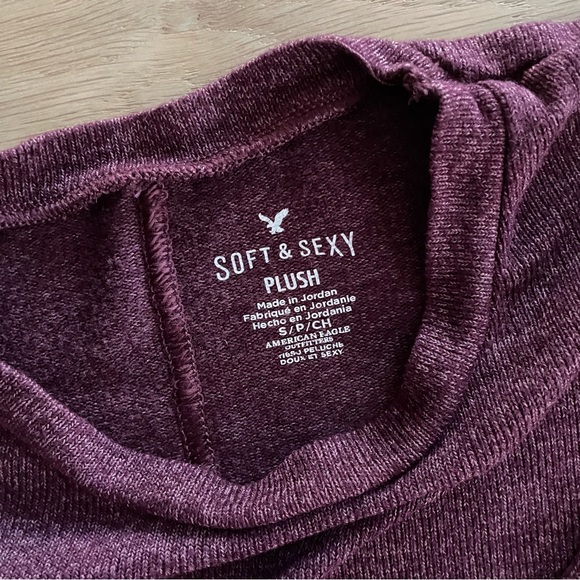 SOFT & SEXY
PLUSH
Made in Jordan
Fabriqué en Jordanie
Hecho en Jordania
S/P/CH
AMERICAN EAGLE
OUTFITTERS
PELUCHE
DOUX ET SEXY